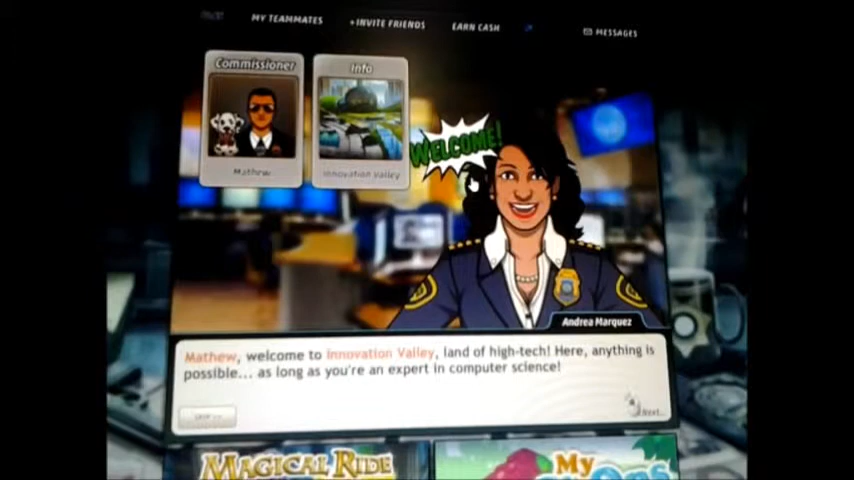 MY TEAMMATES
+INVITE FRIENDS
EARN CASH
MESSAGES
Commissioner
Info
WELCOME!
Mathew
Innovation Valley
Andrea Marquez
Mathew, welcome to Innovation Valley, land of high-tech! Here, anything is
possible... as long as you're an expert in computer science!
Next...
MAGICAL RIDE
My